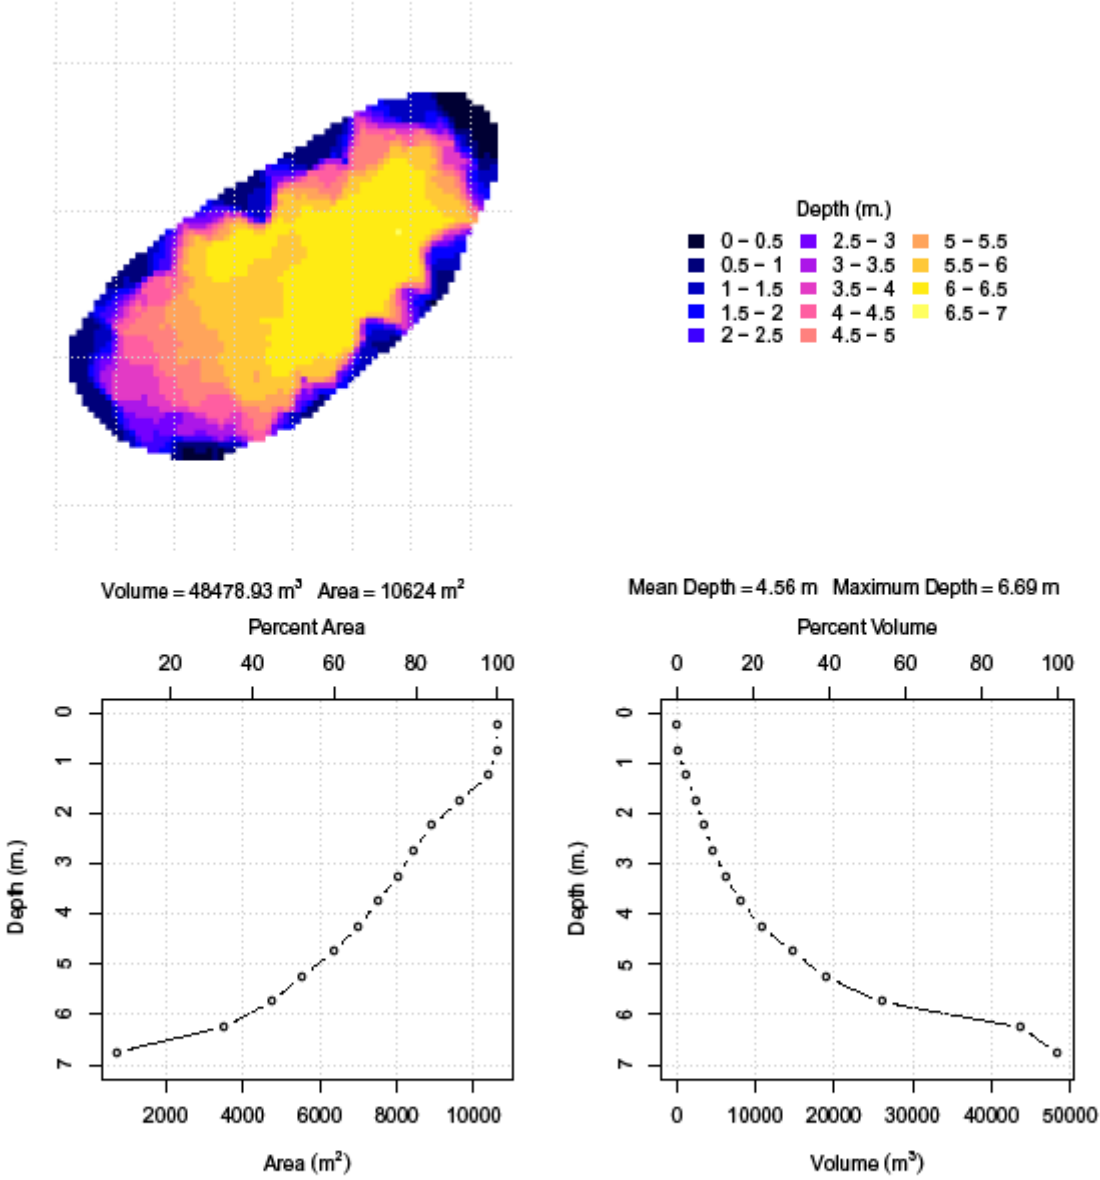 Depth (m.)
0 – 0.5 2.5 – 3 5 – 5.5
0.5 – 1 3 – 3.5 5.5 – 6
1 – 1.5 3.5 – 4 6 – 6.5
1.5 – 2 4 – 4.5 6.5 – 7
2 – 2.5 4.5 – 5
Volume = 48478.93 m³ Area = 10624 m²
Mean Depth = 4.56 m Maximum Depth = 6.69 m
Percent Area
20 40 60 80 100
Depth (m.)
0
1
2
3
4
5
6
7
2000 4000 6000 8000 10000
Area (m²)
Percent Volume
0 20 40 60 80 100
Depth (m.)
0
1
2
3
4
5
6
7
0 10000 20000 30000 40000 50000
Volume (m³)